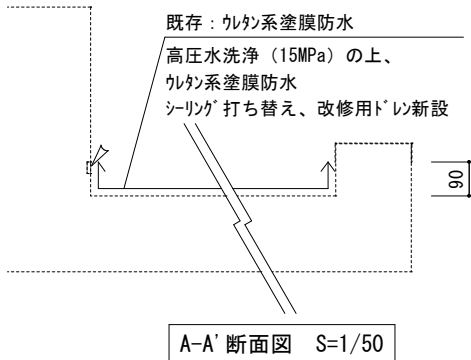 既存：ｳﾚﾀﾝ系塗膜防水
高圧水洗浄（15MPa）の上、
ｳﾚﾀﾝ系塗膜防水
ｼｰﾘﾝｸﾞ打ち替え、改修用ﾄﾞﾚﾝ新設
90
A-A'断面図　S=1/50